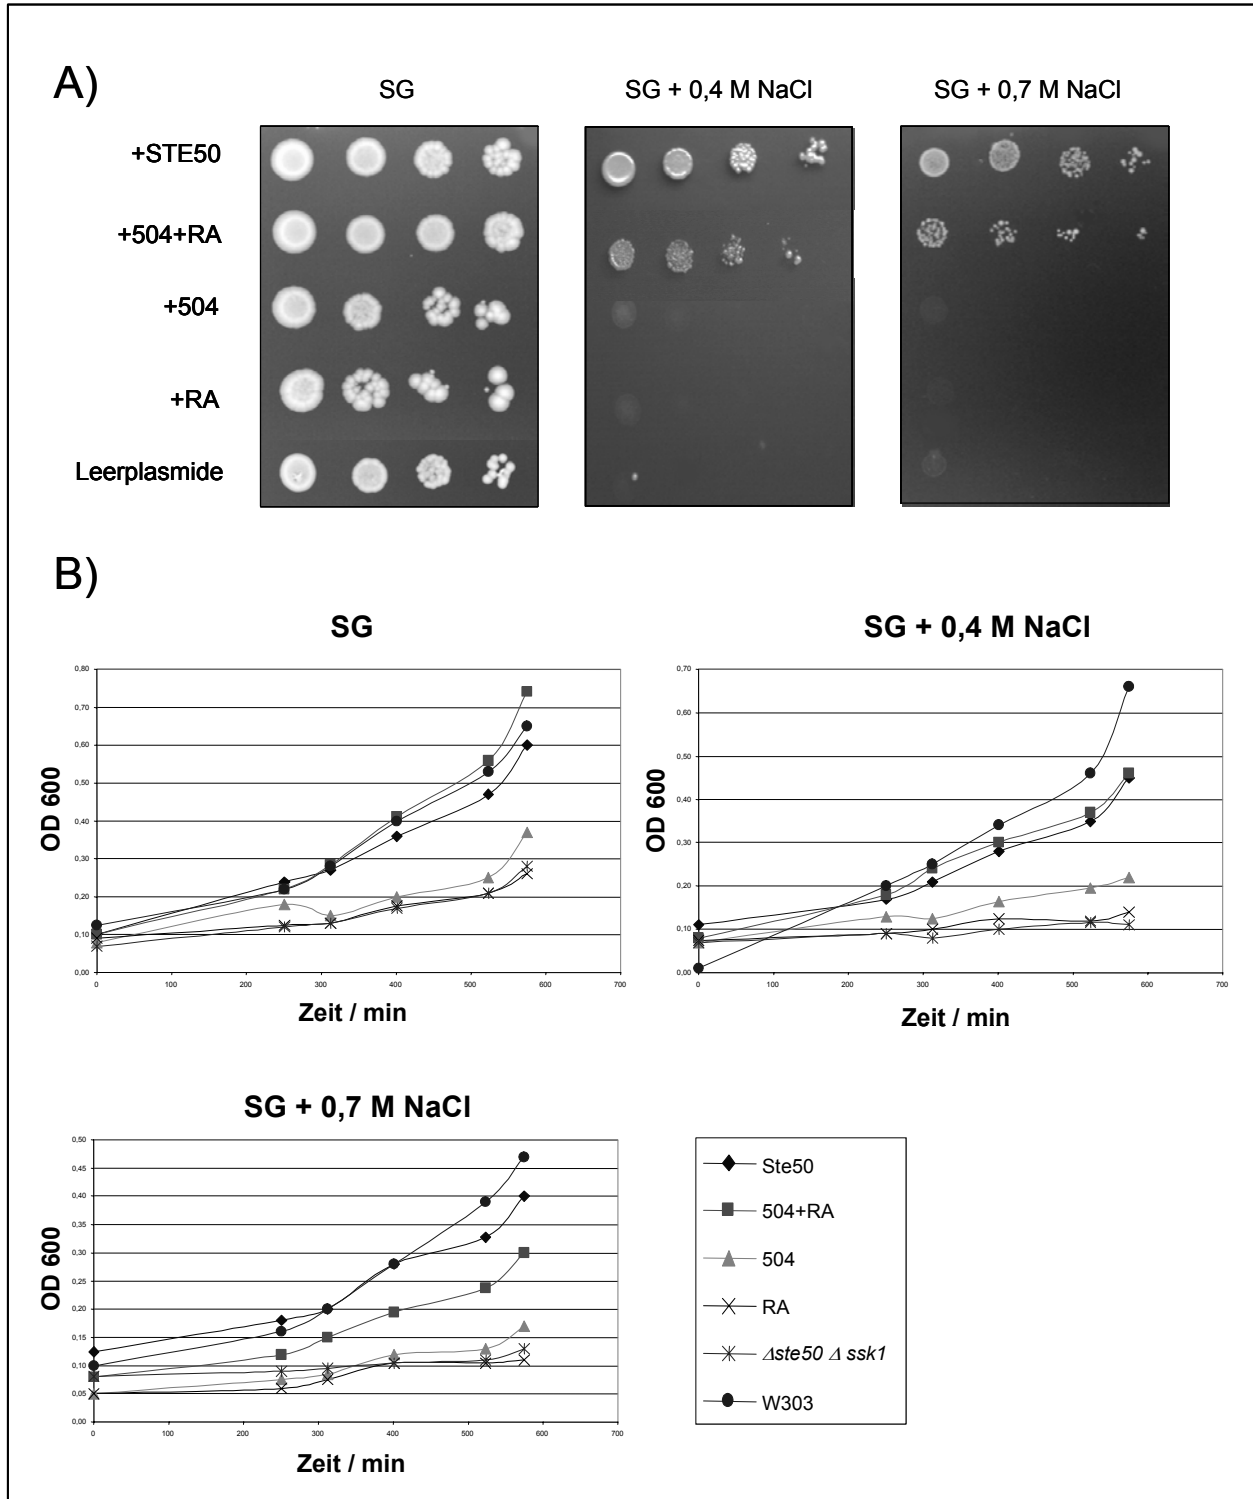 A)
SG
SG + 0,4 M NaCl
SG + 0,7 M NaCl
+STE50
+504+RA
+504
+RA
Leerplasmide
B)
SG
0,80
0,70
0,60
0,50
0,40
0,30
0,20
0,10
0,00
OD 600
0 100 200 300 400 500 600 700
Zeit / min
SG + 0,4 M NaCl
0,70
0,60
0,50
0,40
0,30
0,20
0,10
0,00
OD 600
0 100 200 300 400 500 600 700
Zeit / min
SG + 0,7 M NaCl
0,50
0,45
0,40
0,35
0,30
0,25
0,20
0,15
0,10
0,05
0,00
OD 600
0 100 200 300 400 500 600 700
Zeit / min
Ste50
504+RA
504
RA
Δste50 Δ ssk1
W303